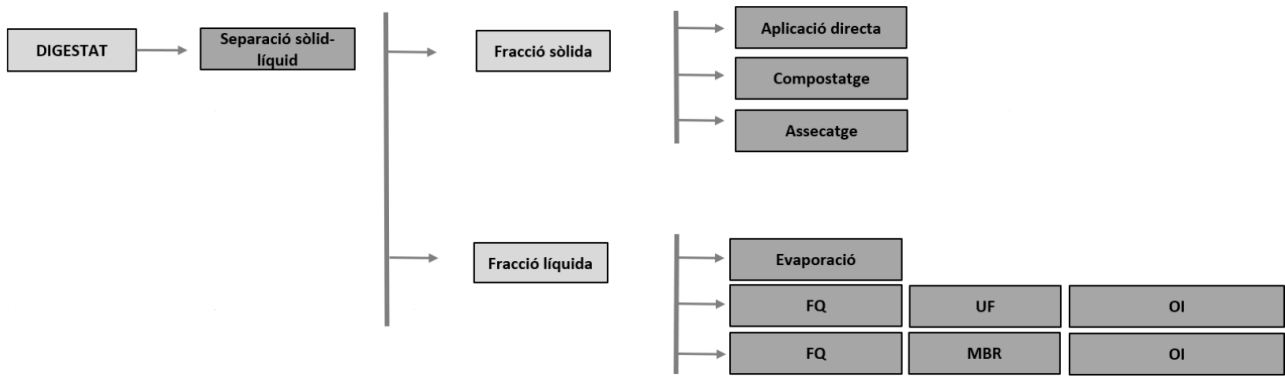 DIGESTAT
Separació sòlid-
líquid
Fracció sòlida
Aplicació directa
Compostatge
Assecatge
Fracció líquida
Evaporació
FQ UF OI
FQ MBR OI